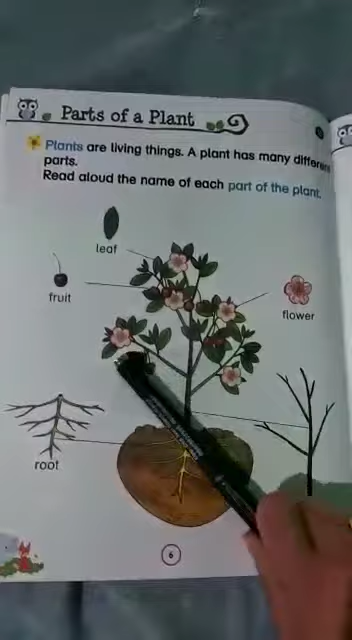 Parts of a Plant
Plants are living things. A plant has many different
parts.
Read aloud the name of each part of the plant.
leaf
fruit
flower
root
6